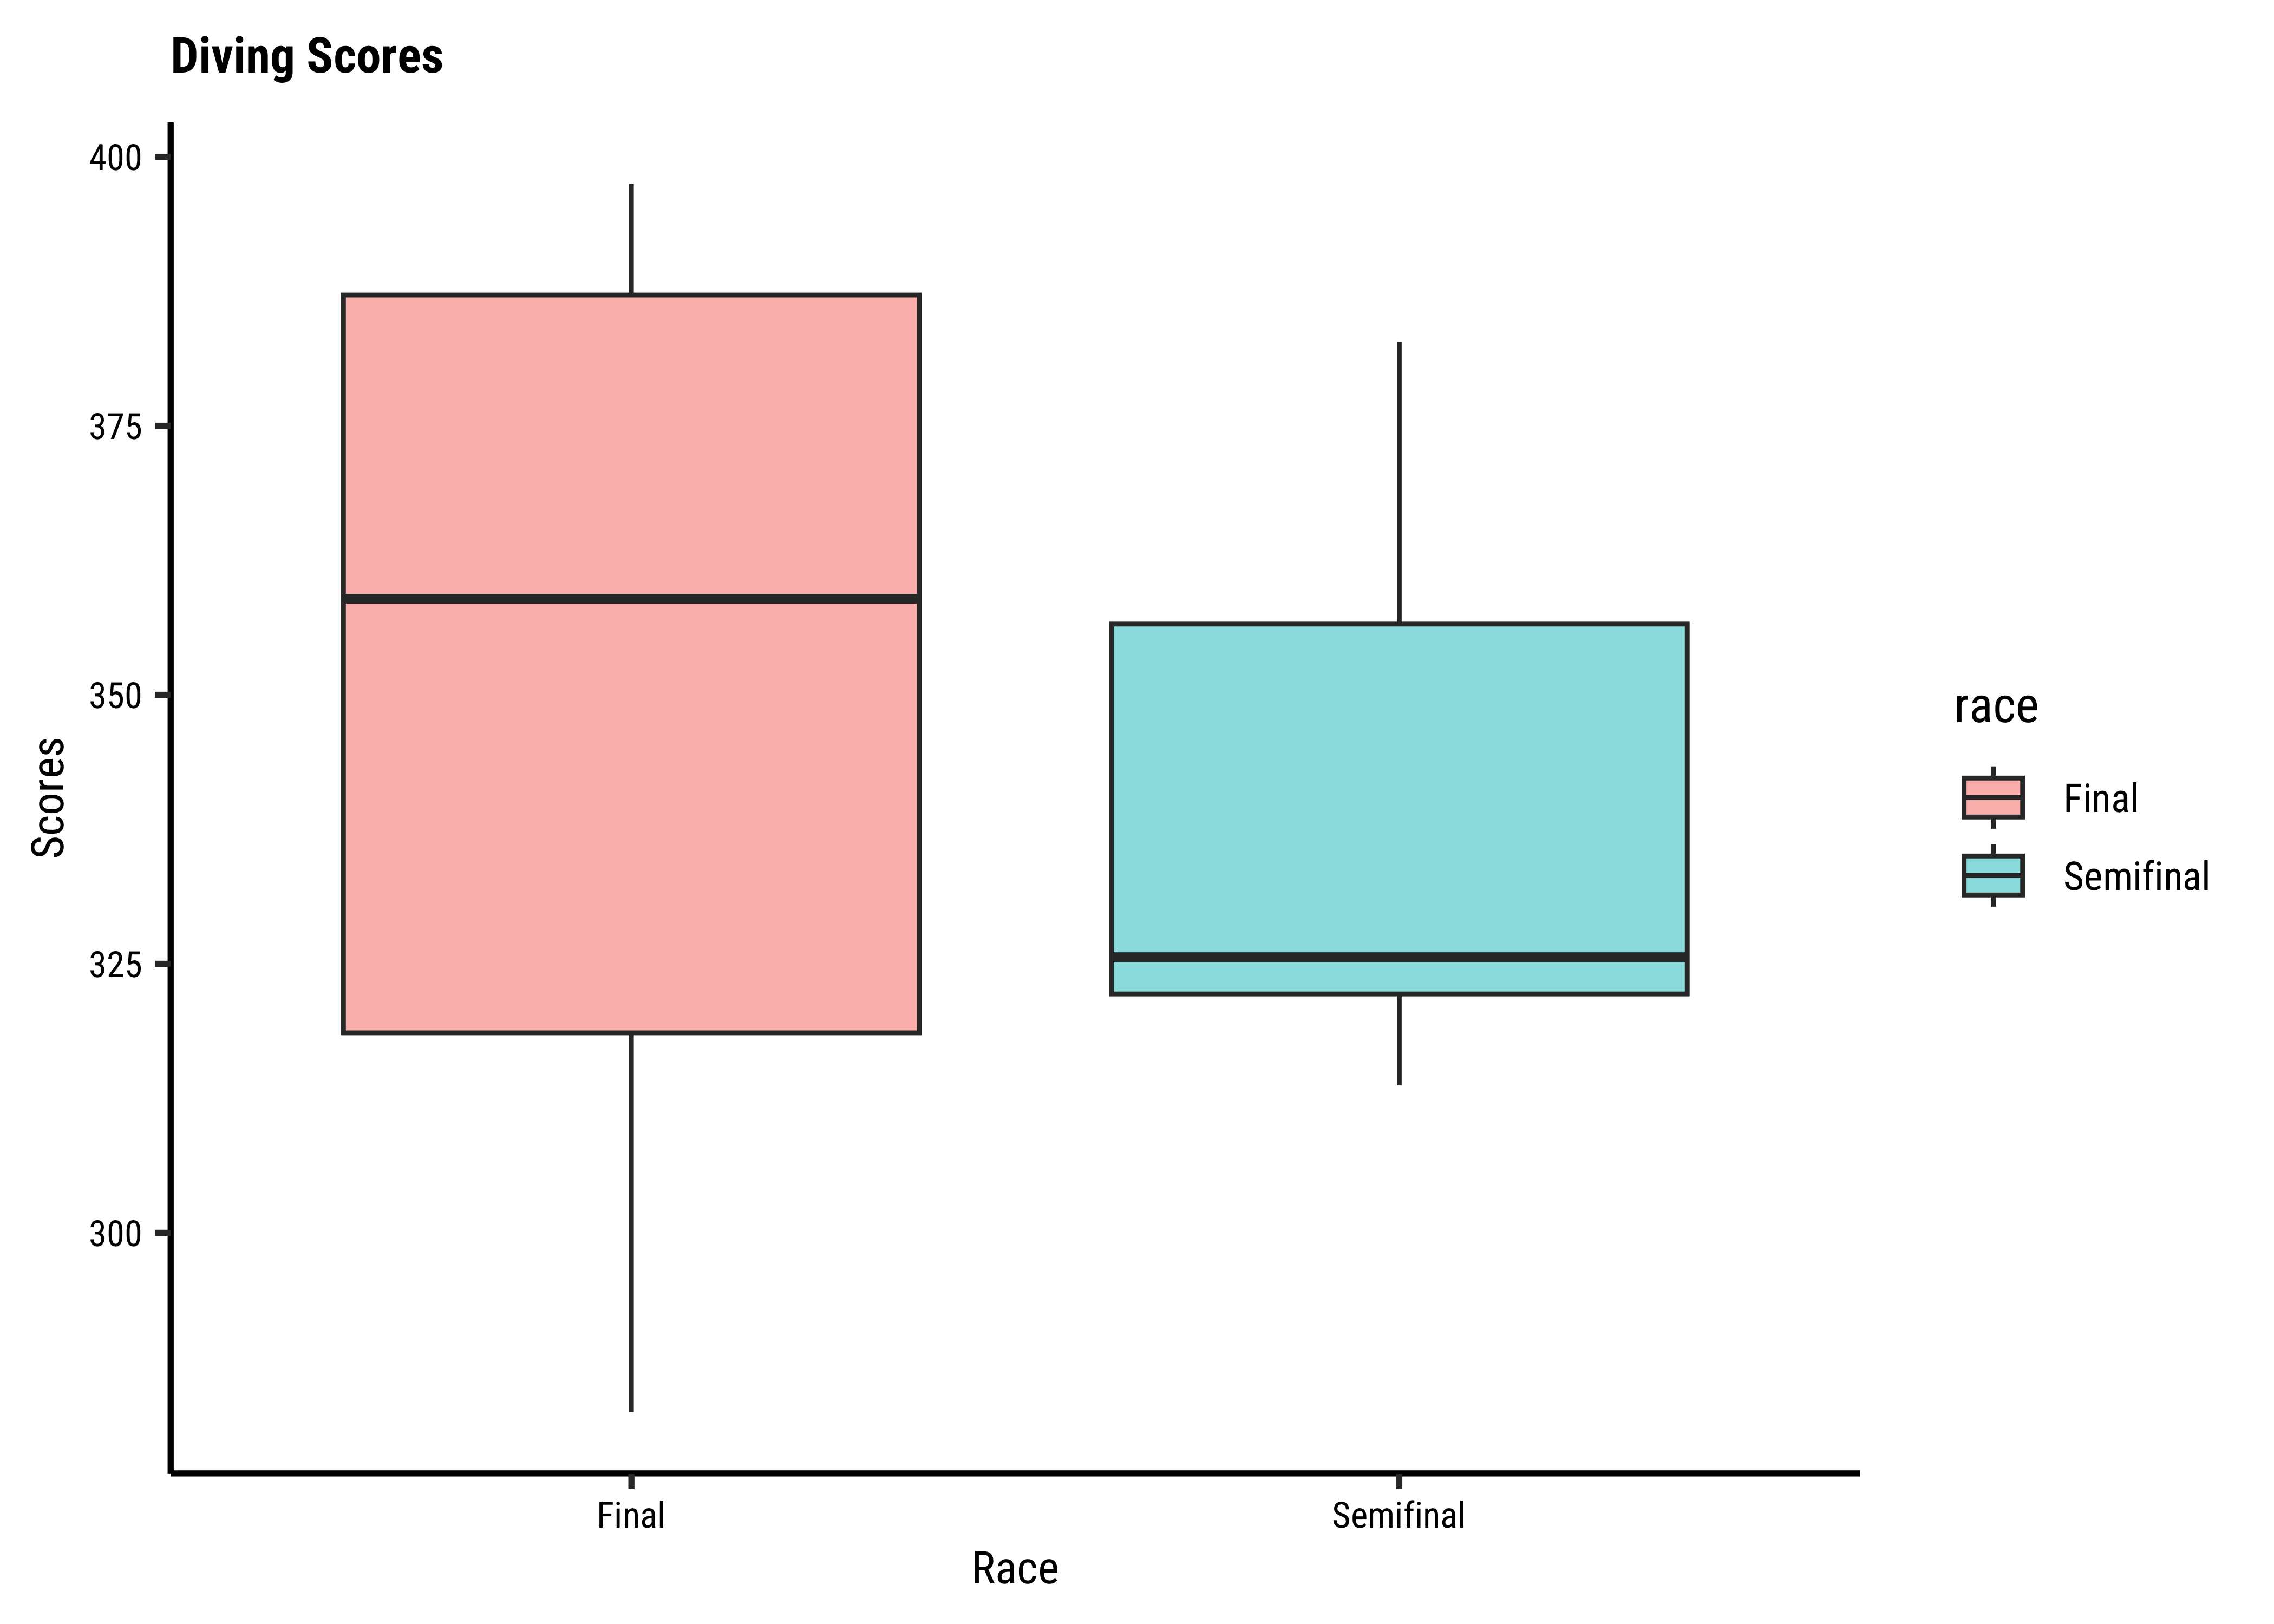 Diving Scores
400
375
350
325
300
Scores
Final
Semifinal
Race
race
Final
Semifinal